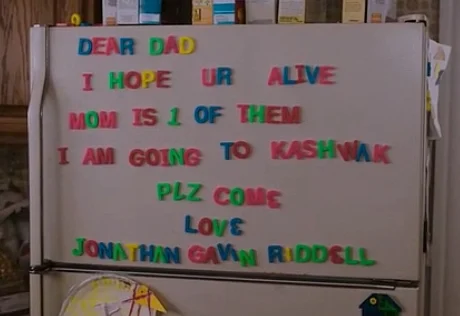 DEAR DAD
I HOPE UR ALIVE
MOM IS 1 OF THEM
I AM GOING TO KASHWAK
PLZ COME
LOVE
JONATHAN GAVIN RIDDELL